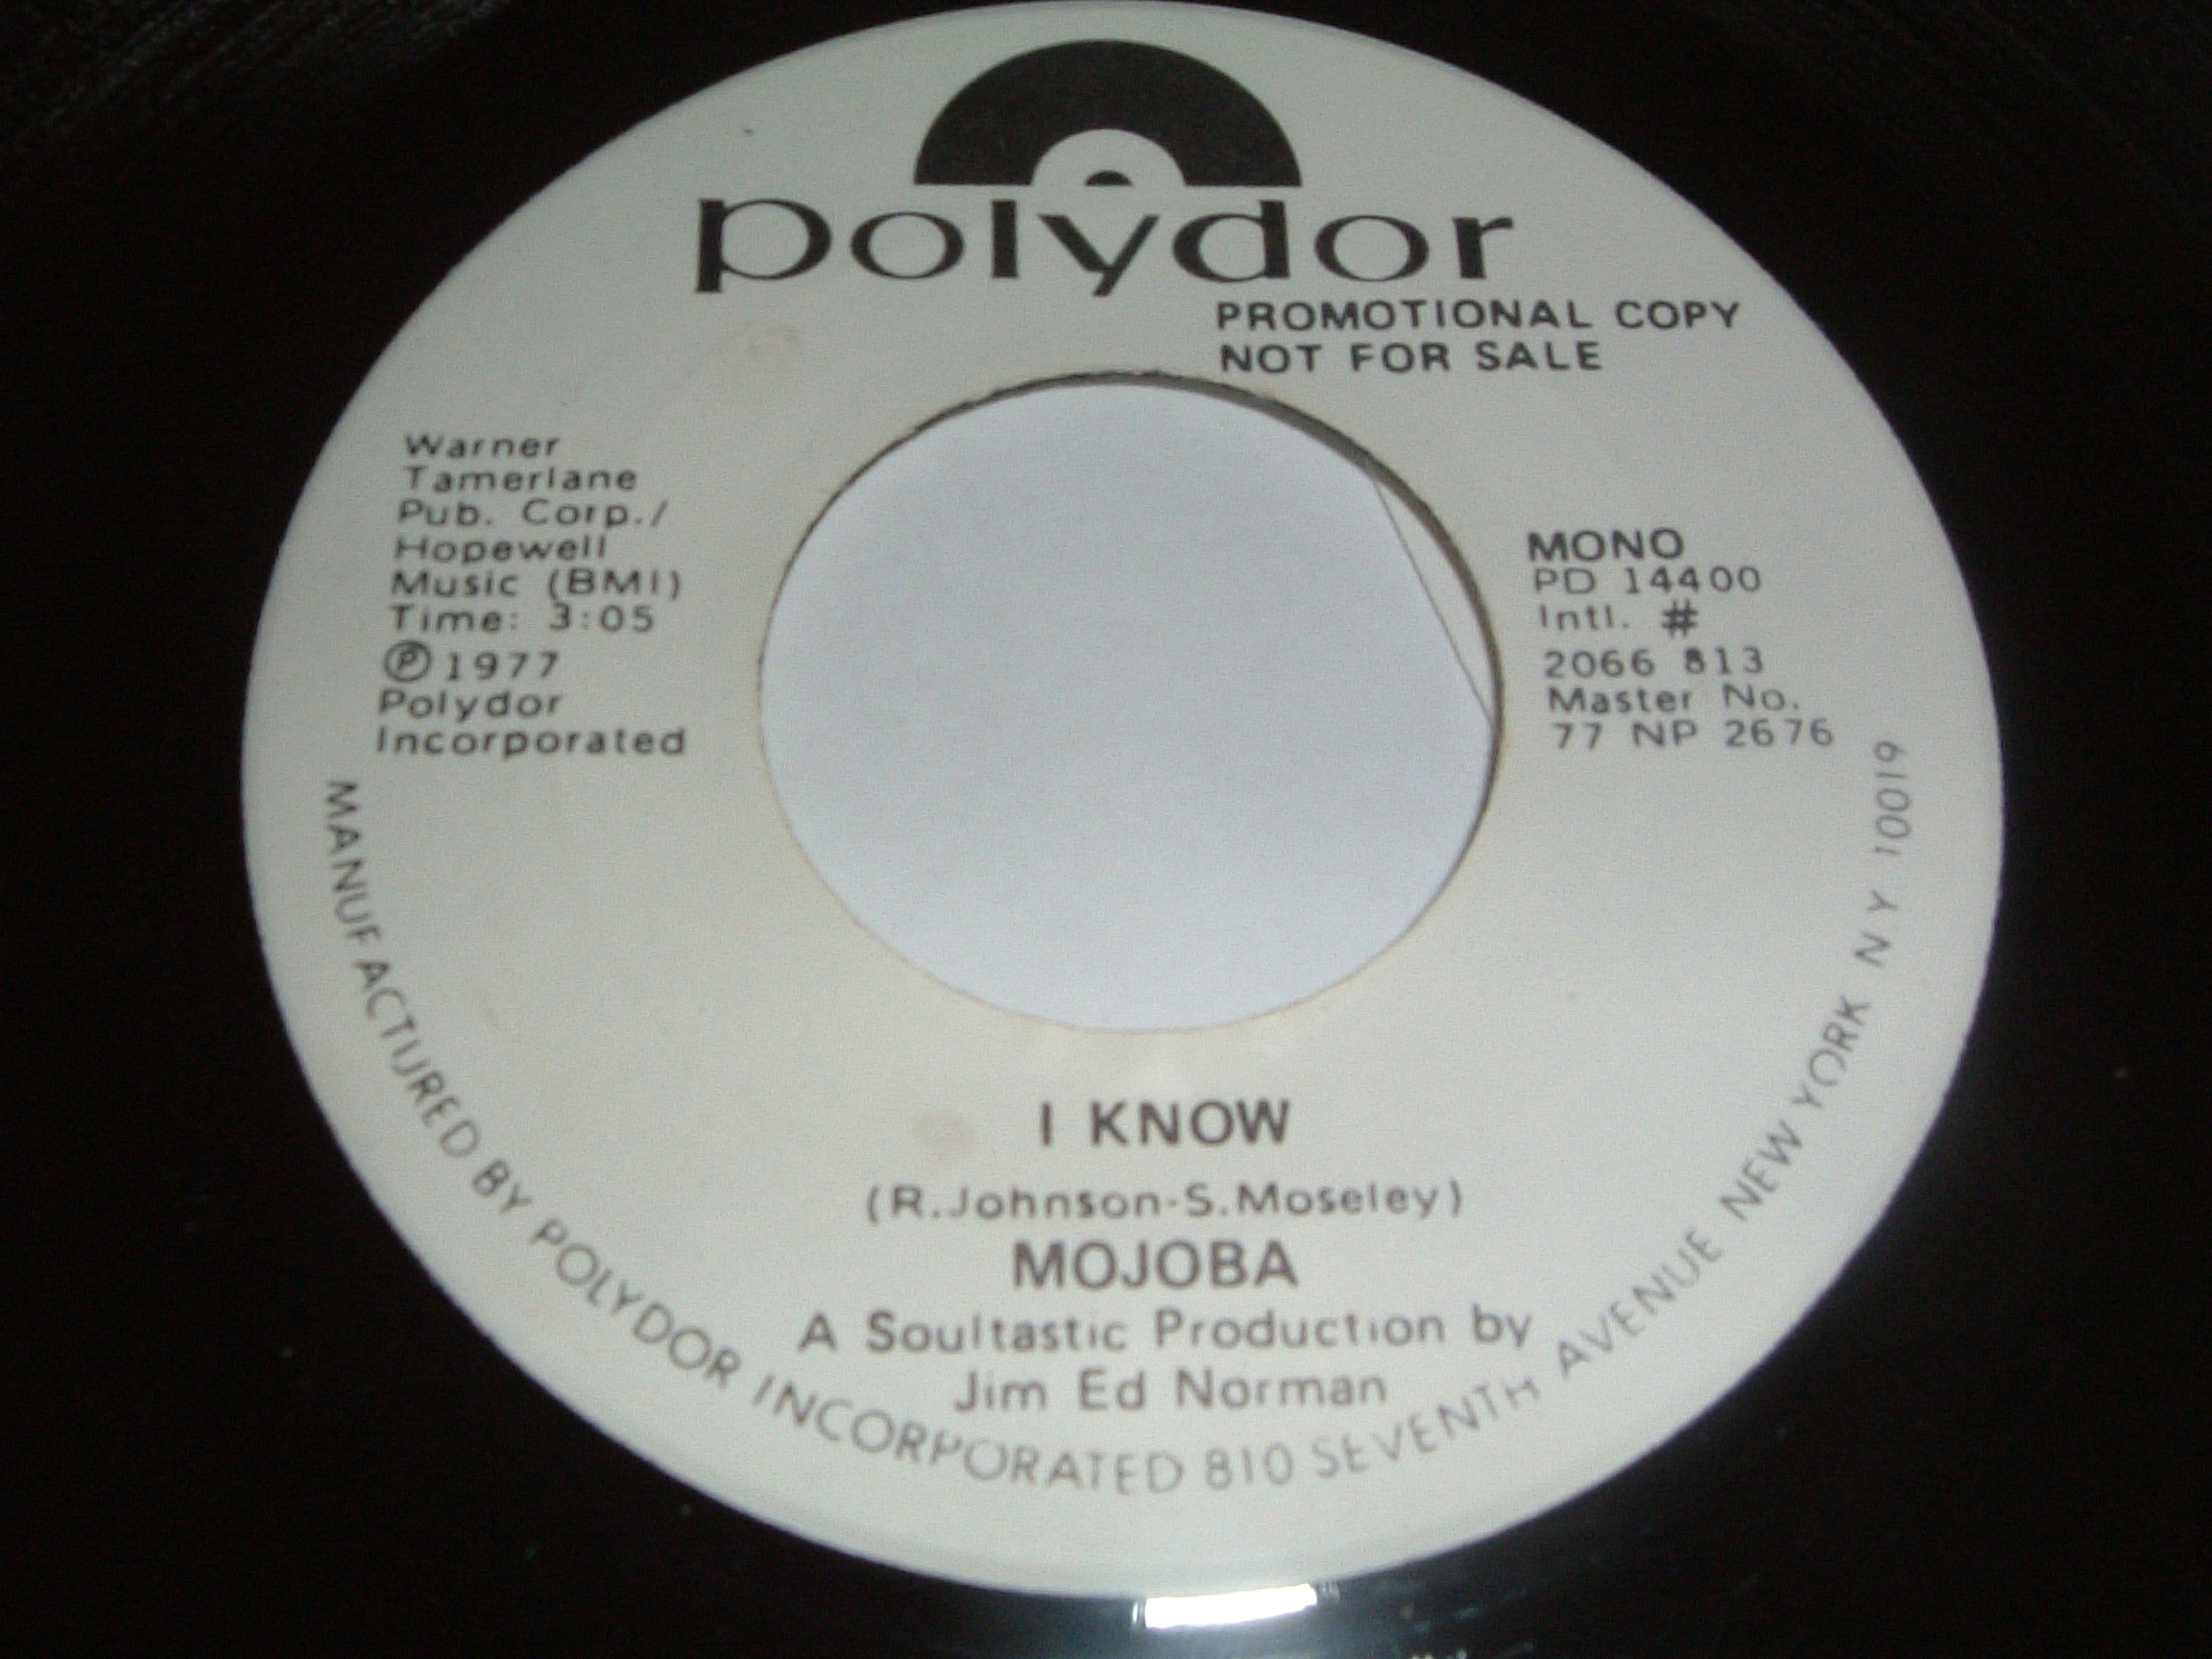 polydor
PROMOTIONAL COPY
NOT FOR SALE
Warner
Tamerlane
Pub. Corp./
Hopewell
Music (BMI)
Time: 3:05
Ⓟ 1977
Polydor
Incorporated
MONO
PD 14400
Intl. #
2066 813
Master No.
77 NP 2676
I KNOW
(R.Johnson-S.Moseley)
MOJOBA
A Soultastic Production by
Jim Ed Norman
MANUFACTURED BY POLYDOR INCORPORATED 810 SEVENTH AVENUE NEW YORK N Y 10019